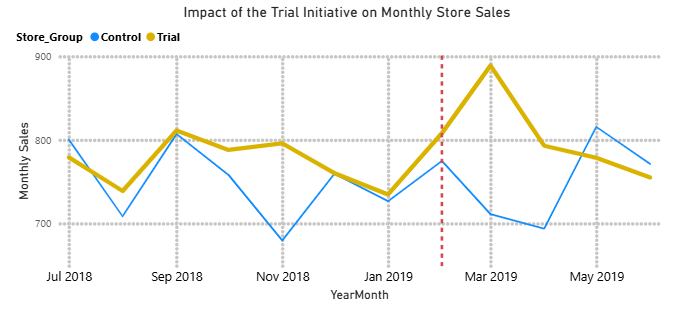 Impact of the Trial Initiative on Monthly Store Sales
Store_Group Control Trial
900
800
700
Monthly Sales
Jul 2018 Sep 2018 Nov 2018 Jan 2019 Mar 2019 May 2019
YearMonth